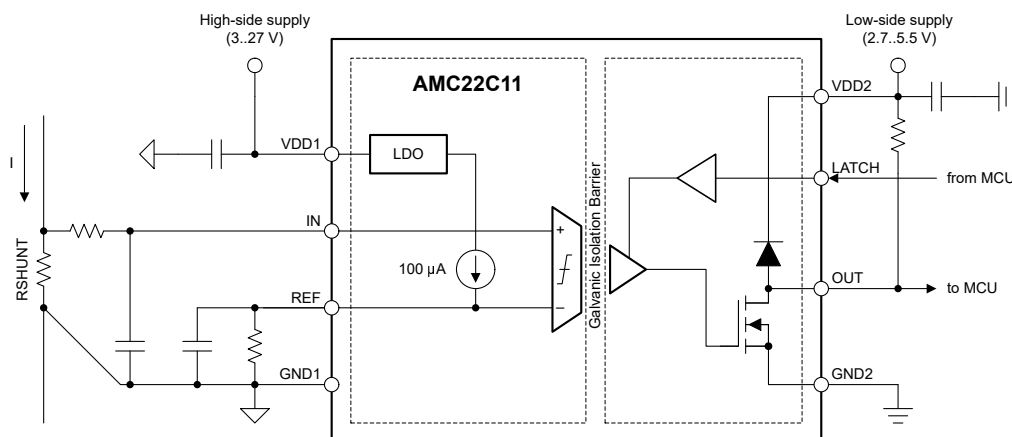 High-side supply
(3..27 V)
Low-side supply
(2.7..5.5 V)
AMC22C11
VDD2
VDD1
LDO
LATCH
from MCU
I
IN
+
100 µA
Galvanic Isolation Barrier
RSHUNT
OUT
to MCU
REF
−
GND1
GND2